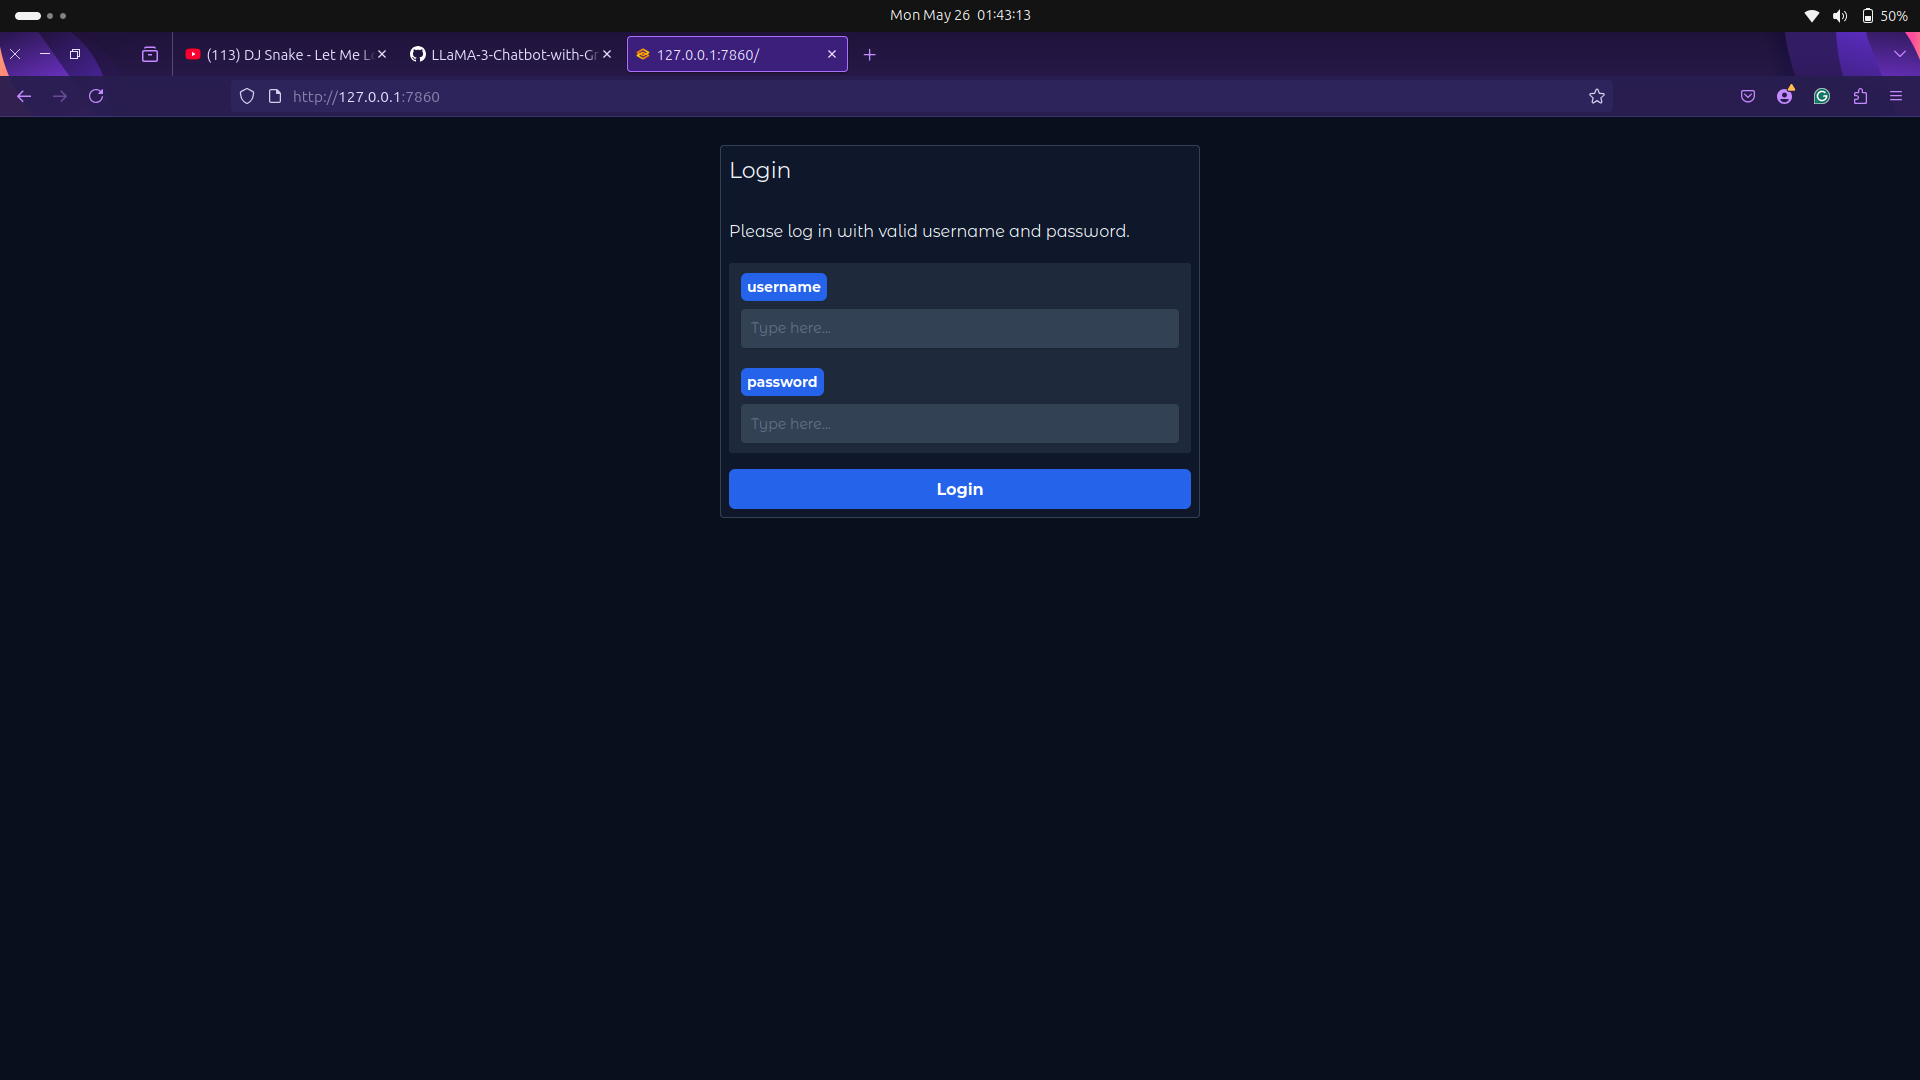 Mon May 26 01:43:13
50%
(113) DJ Snake - Let Me L
LLaMA-3-Chatbot-with-Gr
127.0.0.1:7860/
http://127.0.0.1:7860
Login
Please log in with valid username and password.
username
Type here...
password
Type here...
Login